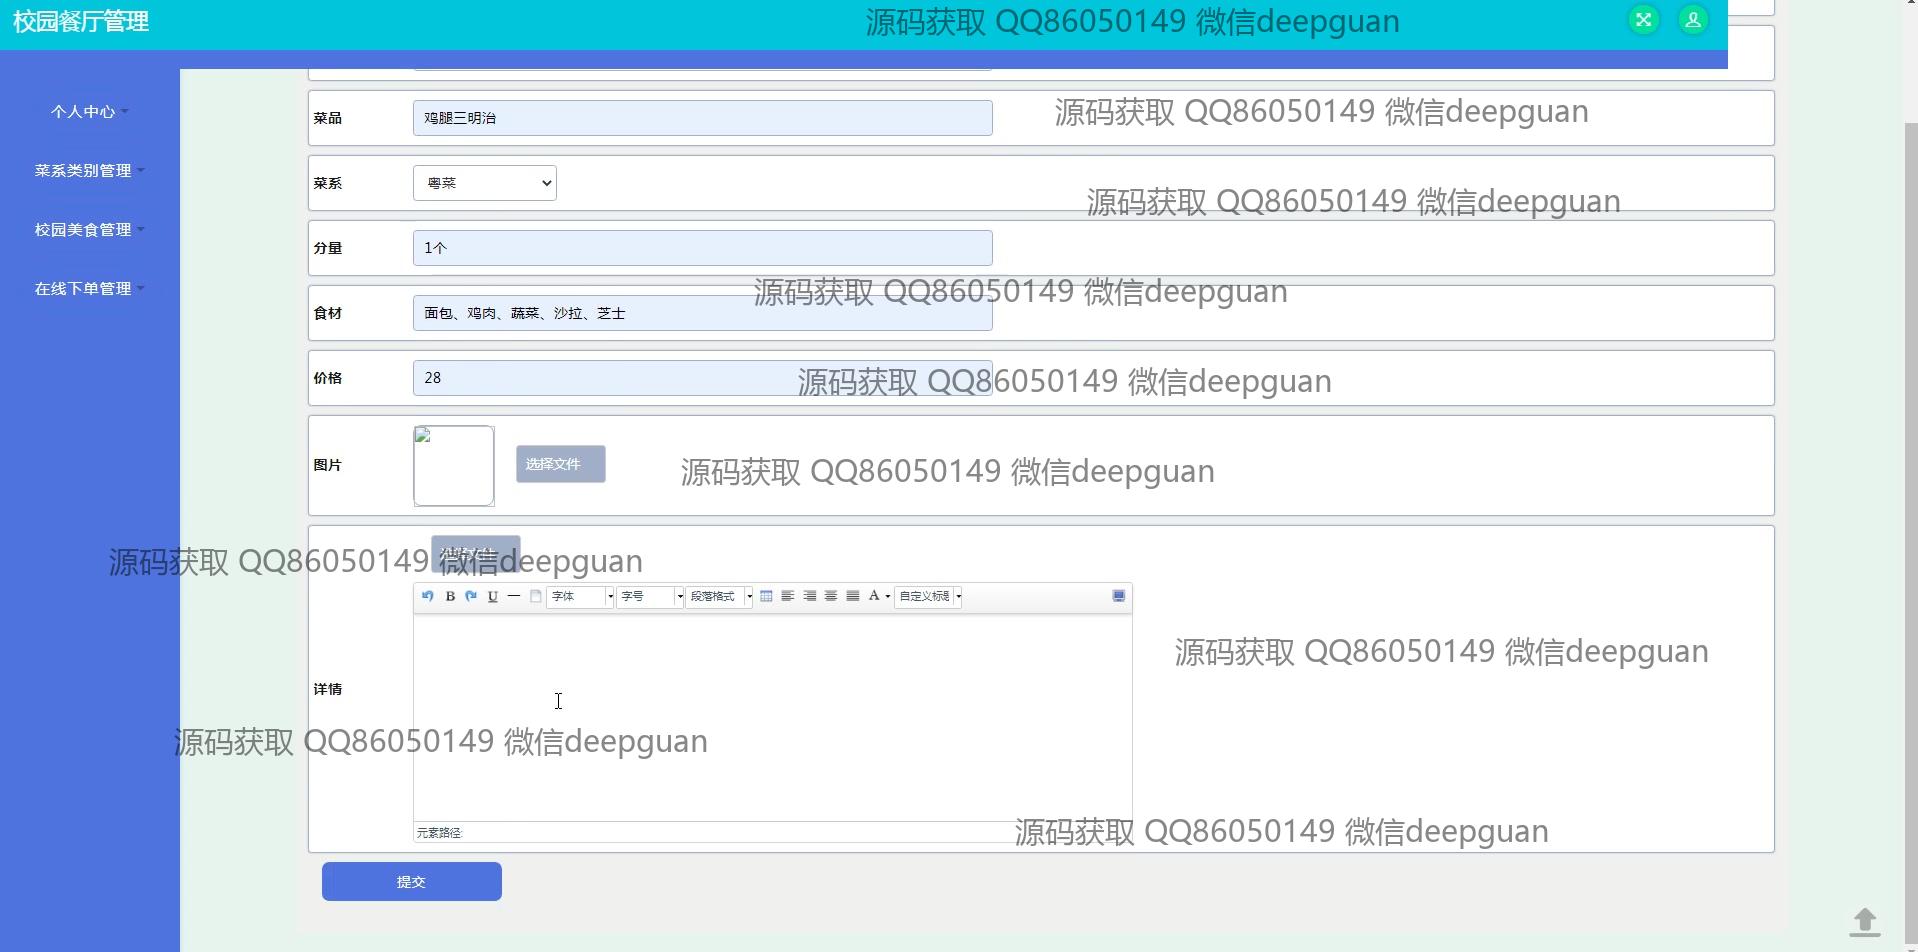 校园餐厅管理
源码获取 QQ86050149 微信deepguan
个人中心
菜系类别管理
校园美食管理
在线下单管理
菜品 鸡腿三明治
源码获取 QQ86050149 微信deepguan
菜系 粤菜
源码获取 QQ86050149 微信deepguan
分量 1个
源码获取 QQ86050149 微信deepguan
食材 面包、鸡肉、蔬菜、沙拉、芝士
价格 28
源码获取 QQ86050149 微信deepguan
图片 选择文件
源码获取 QQ86050149 微信deepguan
源码获取 QQ86050149 微信deepguan
B U 字体 字号 段落格式 A 自定义标题
源码获取 QQ86050149 微信deepguan
详情
源码获取 QQ86050149 微信deepguan
元素路径:
源码获取 QQ86050149 微信deepguan
提交